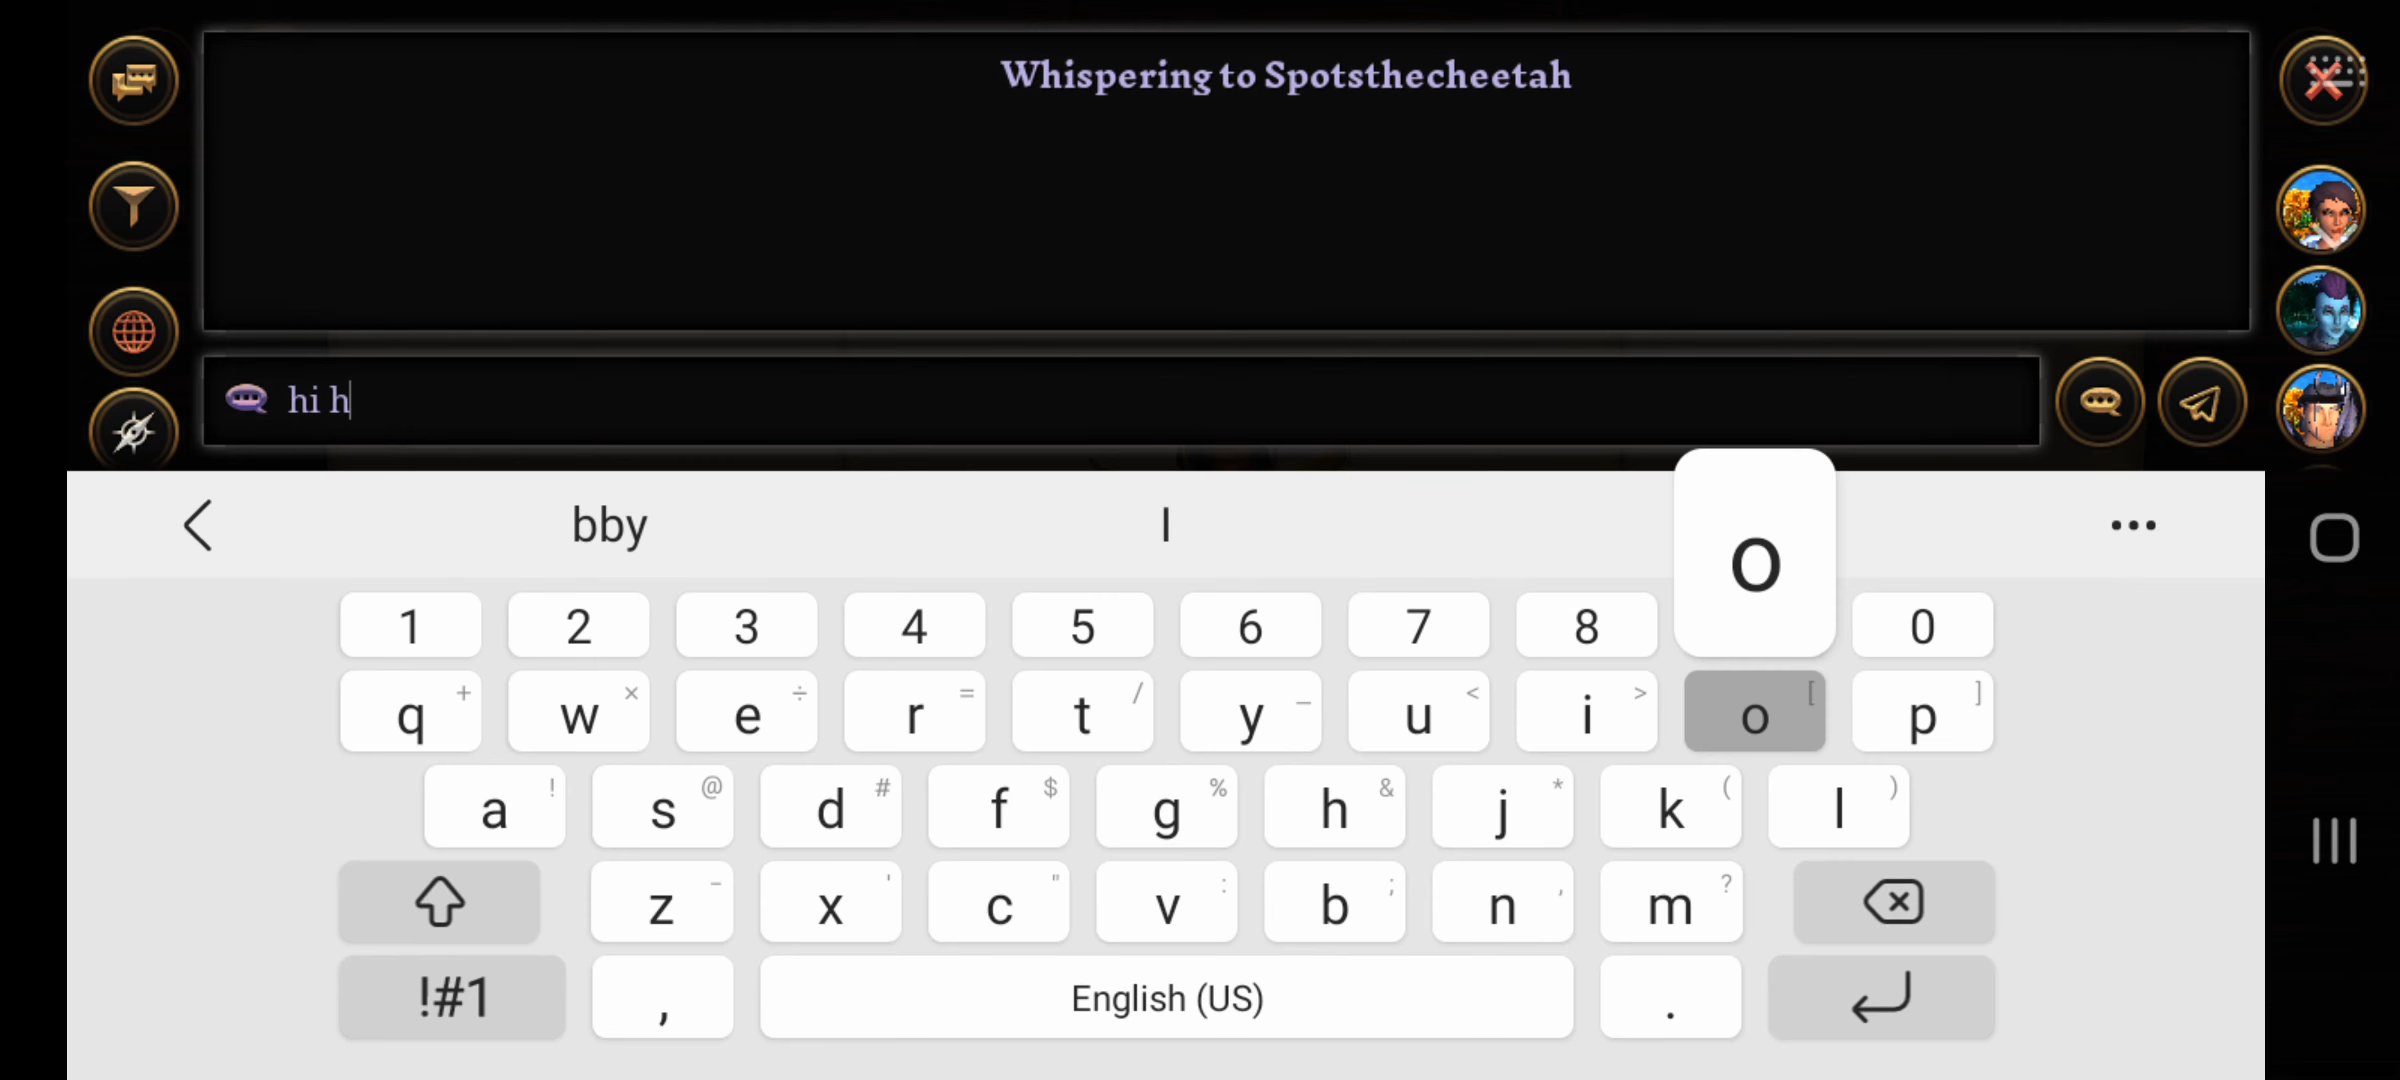 Whispering to Spotsthecheetah
hi h
bby I
o
1 2 3 4 5 6 7 8 0
q + w × e ÷ r = t / y _ u < i > o [ p ]
a ! s @ d # f $ g % h & j * k ( l )
z - x ' c " v : b ; n , m ?
!#1 , English (US) .